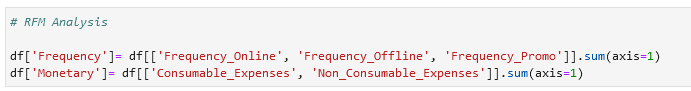 # RFM Analysis
df['Frequency']= df[['Frequency_Online', 'Frequency_Offline', 'Frequency_Promo']].sum(axis=1)
df['Monetary']= df[['Consumable_Expenses', 'Non_Consumable_Expenses']].sum(axis=1)